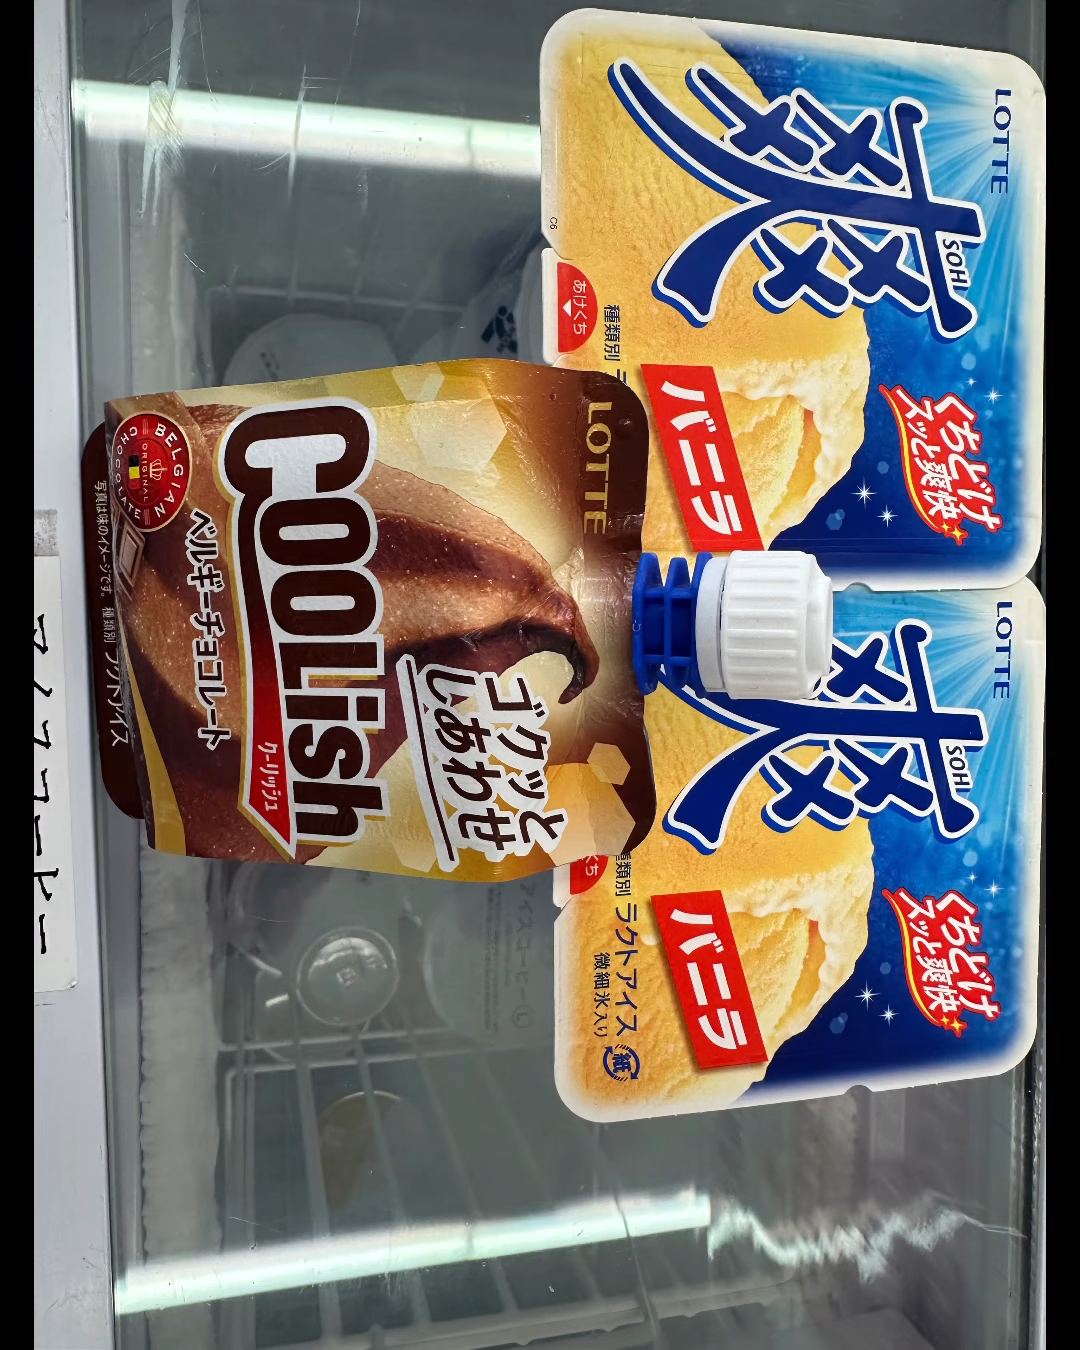 LOTTE
爽
SOHI
くちどけ
スッと爽快
バニラ
あけくち
種類別
C6
LOTTE
爽
SOHI
くちどけ
スッと爽快
バニラ
種類別 ラクトアイス
微細氷入り
紙
LOTTE
ゴクッと
しあわせ
COOLish
クーリッシュ
ベルギーチョコレート
BELGIAN
CHOCOLATE
ORIGINAL
写真は味のイメージです。 種類別 ラクトアイス